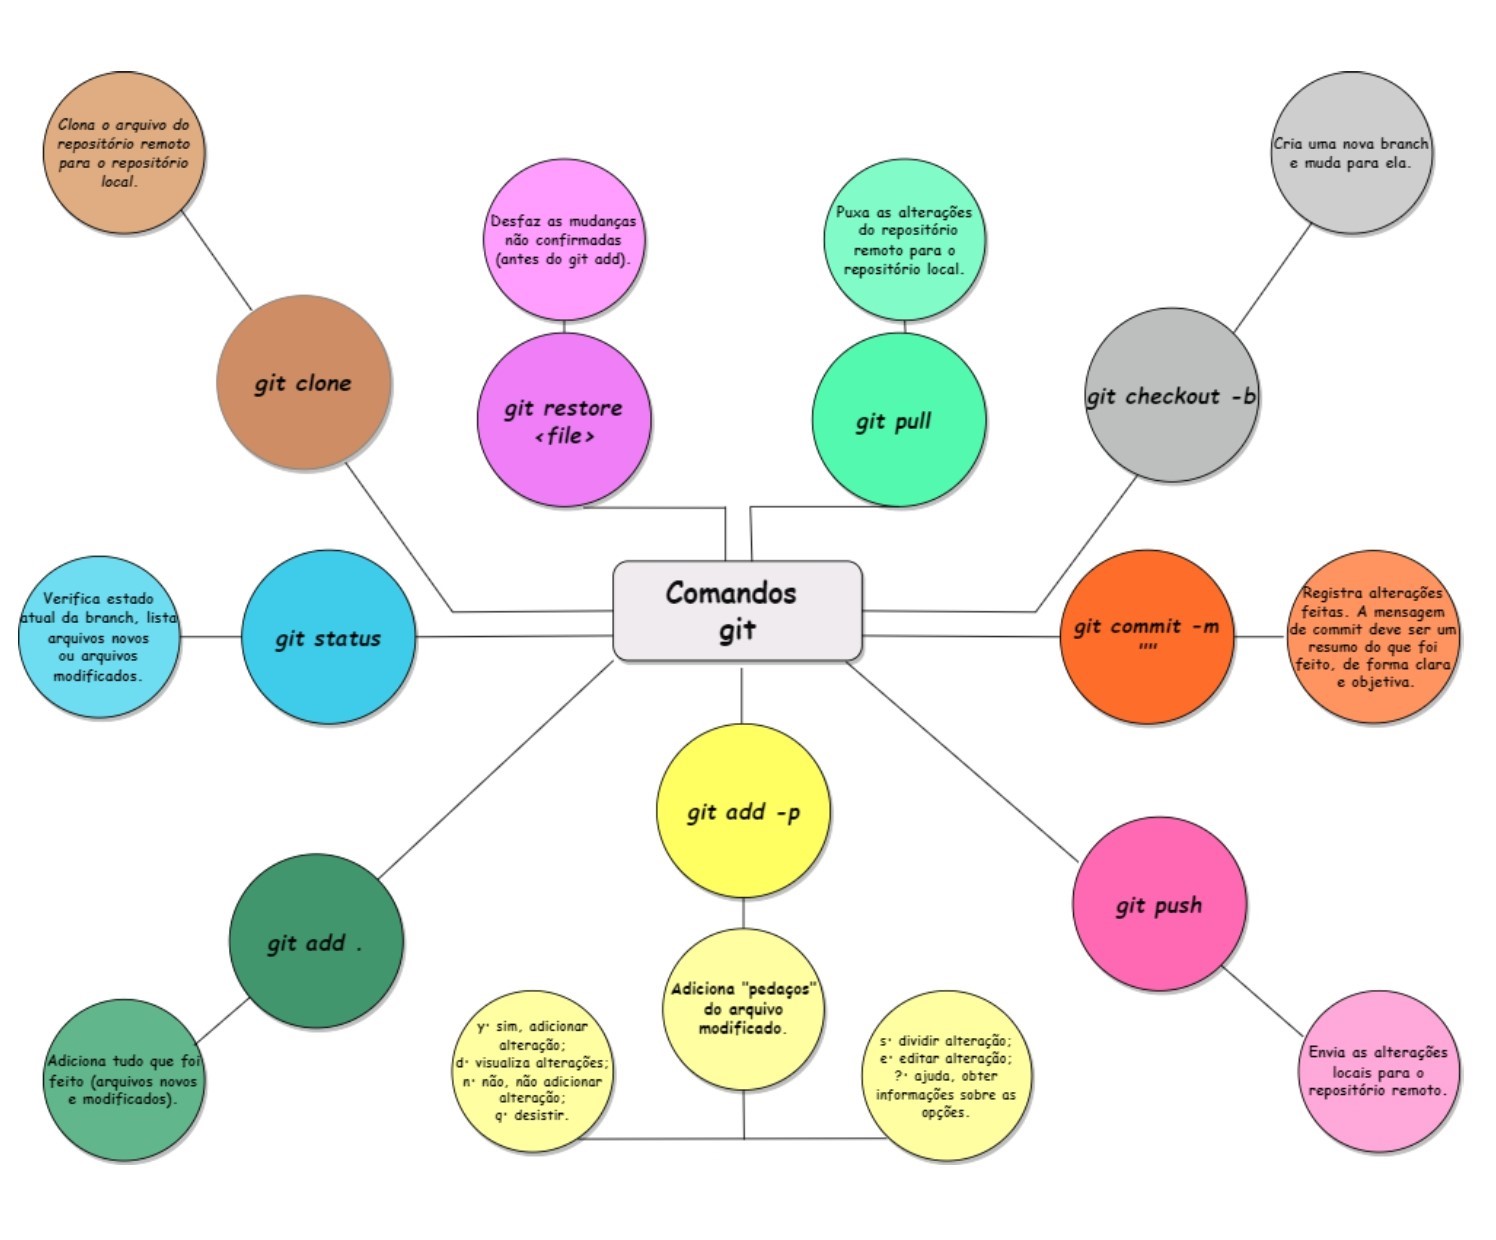 Clona o arquivo do
repositório remoto
para o repositório
local.
git clone
Desfaz as mudanças
não confirmadas
(antes do git add).
git restore
<file>
Puxa as alterações
do repositório
remoto para o
repositório local.
git pull
Cria uma nova branch
e muda para ela.
git checkout -b
Verifica estado
atual da branch, lista
arquivos novos
ou arquivos
modificados.
git status
Comandos
git
git commit -m
""
Registra alterações
feitas. A mensagem
de commit deve ser um
resumo do que foi
feito, de forma clara
e objetiva.
git add .
Adiciona tudo que foi
feito (arquivos novos
e modificados).
git add -p
Adiciona "pedaços"
do arquivo
modificado.
y· sim, adicionar
alteração;
d· visualiza alterações;
n· não, não adicionar
alteração;
q· desistir.
s· dividir alteração;
e· editar alteração;
?· ajuda, obter
informações sobre as
opções.
git push
Envia as alterações
locais para o
repositório remoto.